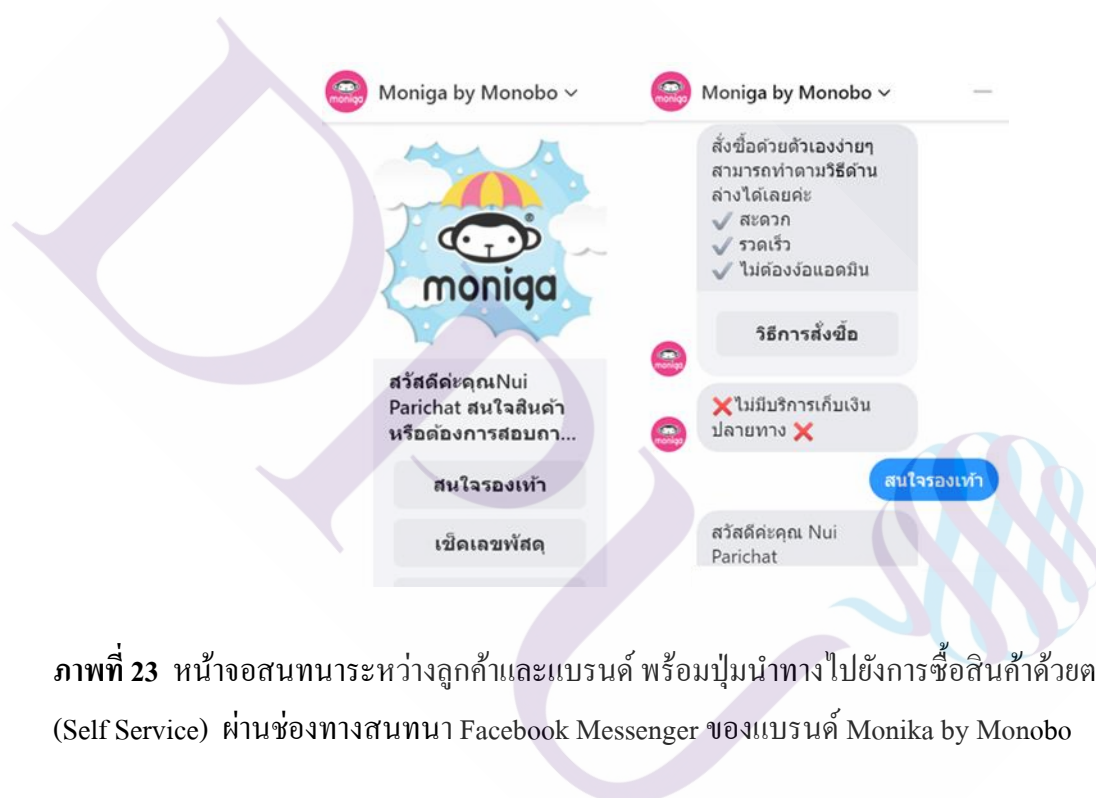 Moniga by Monobo
moniga
moniga
สวัสดีค่ะคุณNui
Parichat สนใจสินค้า
หรือต้องการสอบถา...
สนใจรองเท้า
เช็คเลขพัสดุ
Moniga by Monobo
moniga
สั่งซื้อด้วยตัวเองง่ายๆ
สามารถทำตามวิธีด้าน
ล่างได้เลยค่ะ
✓ สะดวก
✓ รวดเร็ว
✓ ไม่ต้องง้อแอดมิน
วิธีการสั่งซื้อ
moniga
❌ไม่มีบริการเก็บเงิน
ปลายทาง ❌
moniga
สนใจรองเท้า
สวัสดีค่ะคุณ Nui
Parichat
ภาพที่ 23 หน้าจอสนทนาระหว่างลูกค้าและแบรนด์ พร้อมปุ่มนำทางไปยังการซื้อสินค้าด้วยต
(Self Service) ผ่านช่องทางสนทนา Facebook Messenger ของแบรนด์ Monika by Monobo
DPU